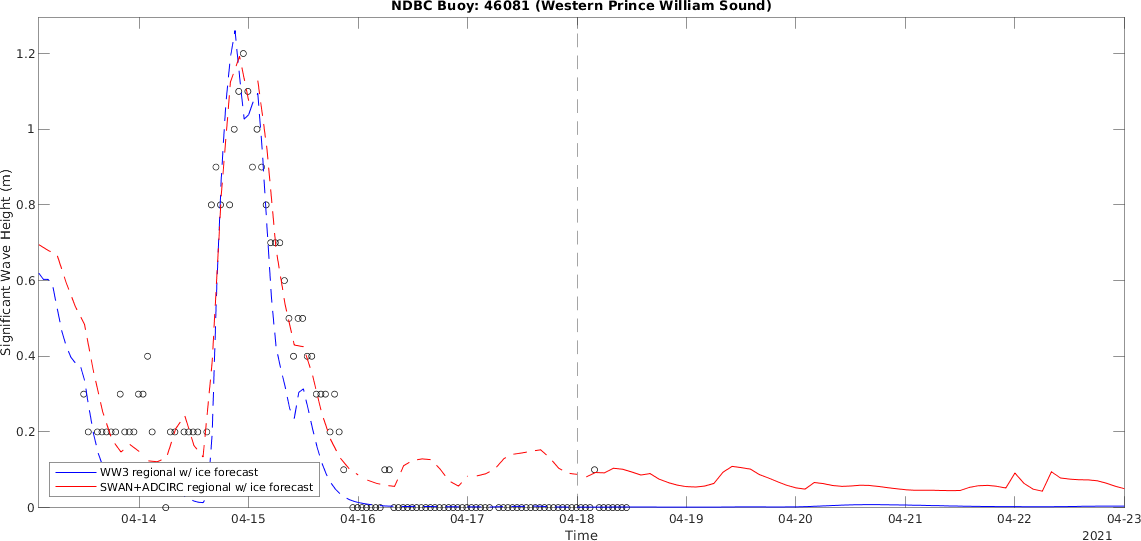 NDBC Buoy: 46081 (Western Prince William Sound)
1.2
1
0.8
0.6
0.4
0.2
0
Significant Wave Height (m)
WW3 regional w/ ice forecast
SWAN+ADCIRC regional w/ ice forecast
04-14 04-15 04-16 04-17 04-18 04-19 04-20 04-21 04-22 04-23
Time
2021